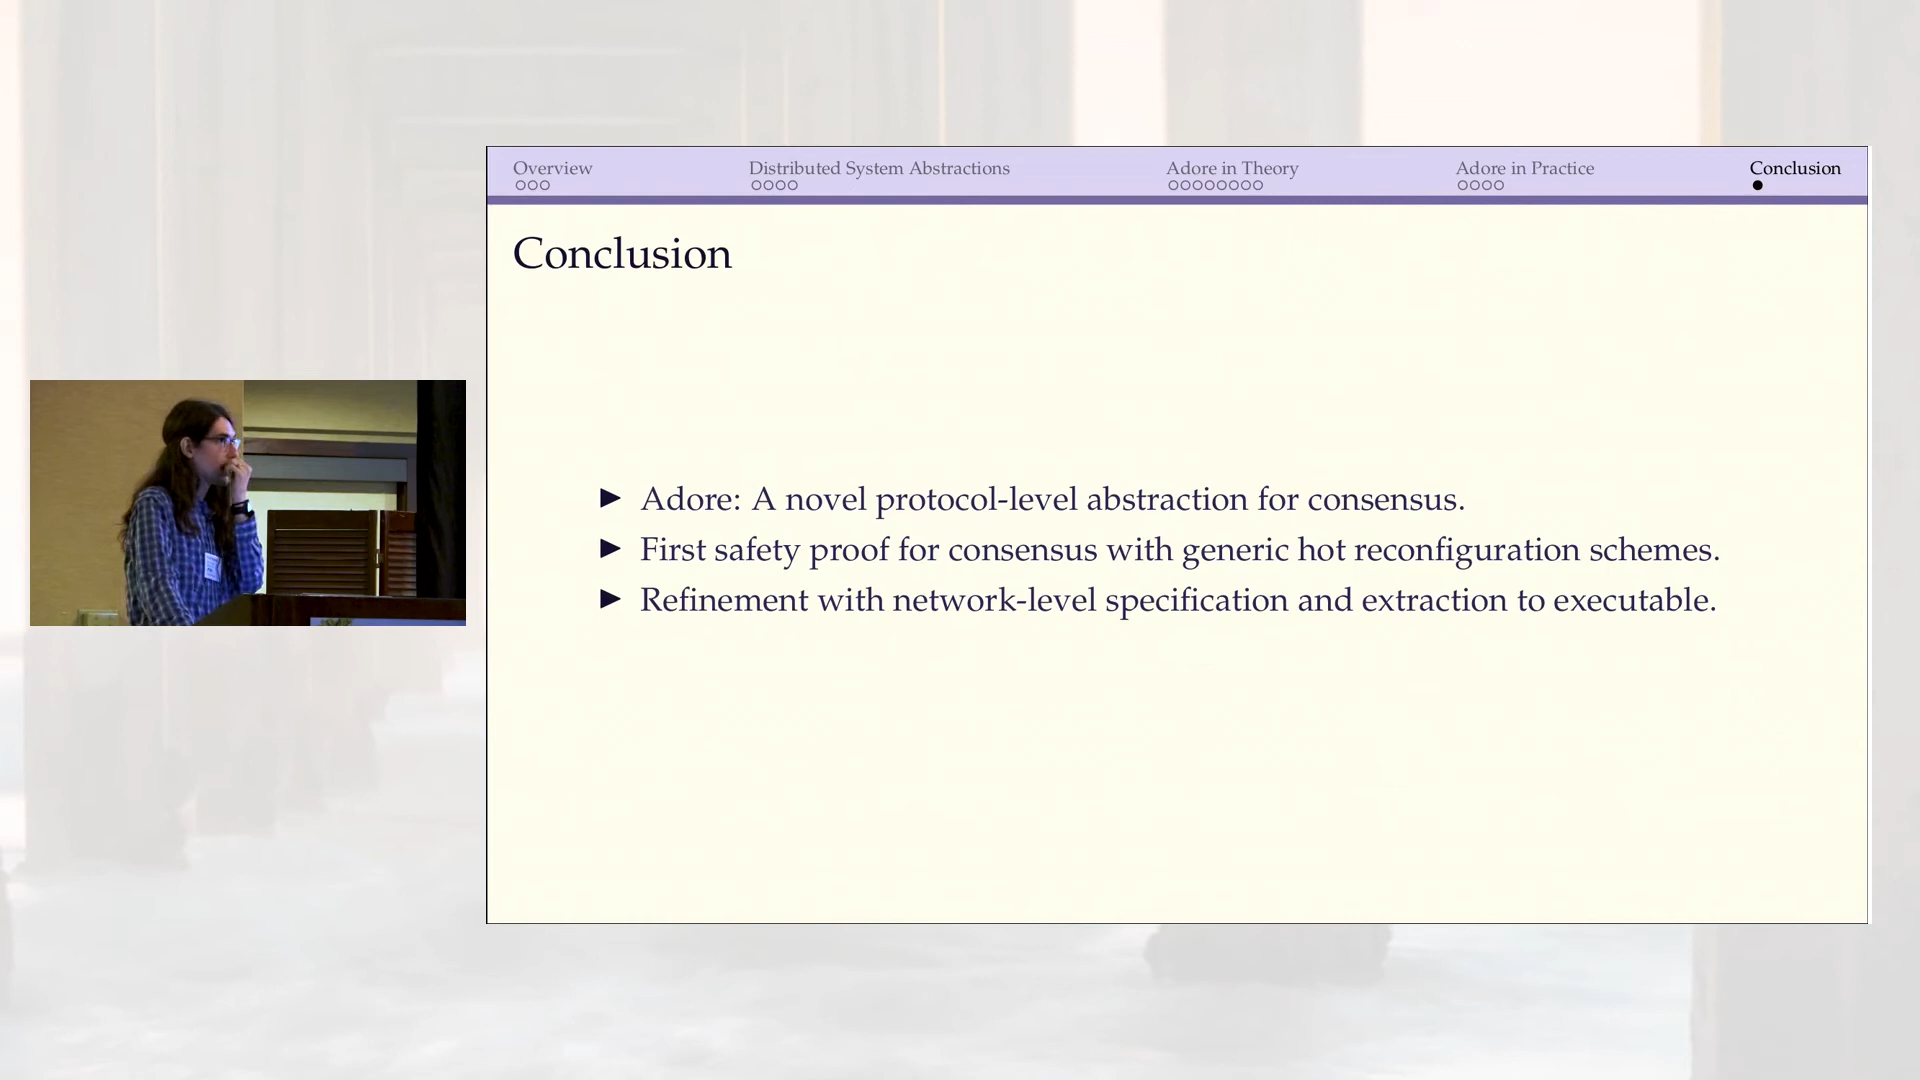 Overview
Distributed System Abstractions
Adore in Theory
Adore in Practice
Conclusion
Conclusion
Adore: A novel protocol-level abstraction for consensus.
First safety proof for consensus with generic hot reconfiguration schemes.
Refinement with network-level specification and extraction to executable.